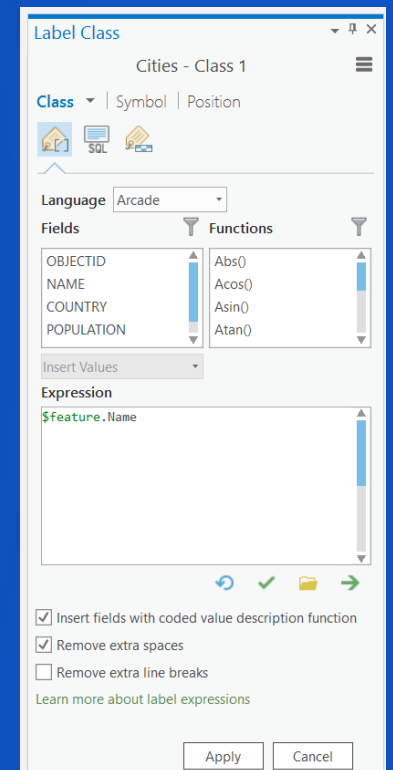 Label Class
Cities - Class 1
Class Symbol Position
SQL
Language Arcade
Fields Functions
OBJECTID Abs()
NAME Acos()
COUNTRY Asin()
POPULATION Atan()
Insert Values
Expression
$feature.Name
Insert fields with coded value description function
Remove extra spaces
Remove extra line breaks
Learn more about label expressions
Apply Cancel